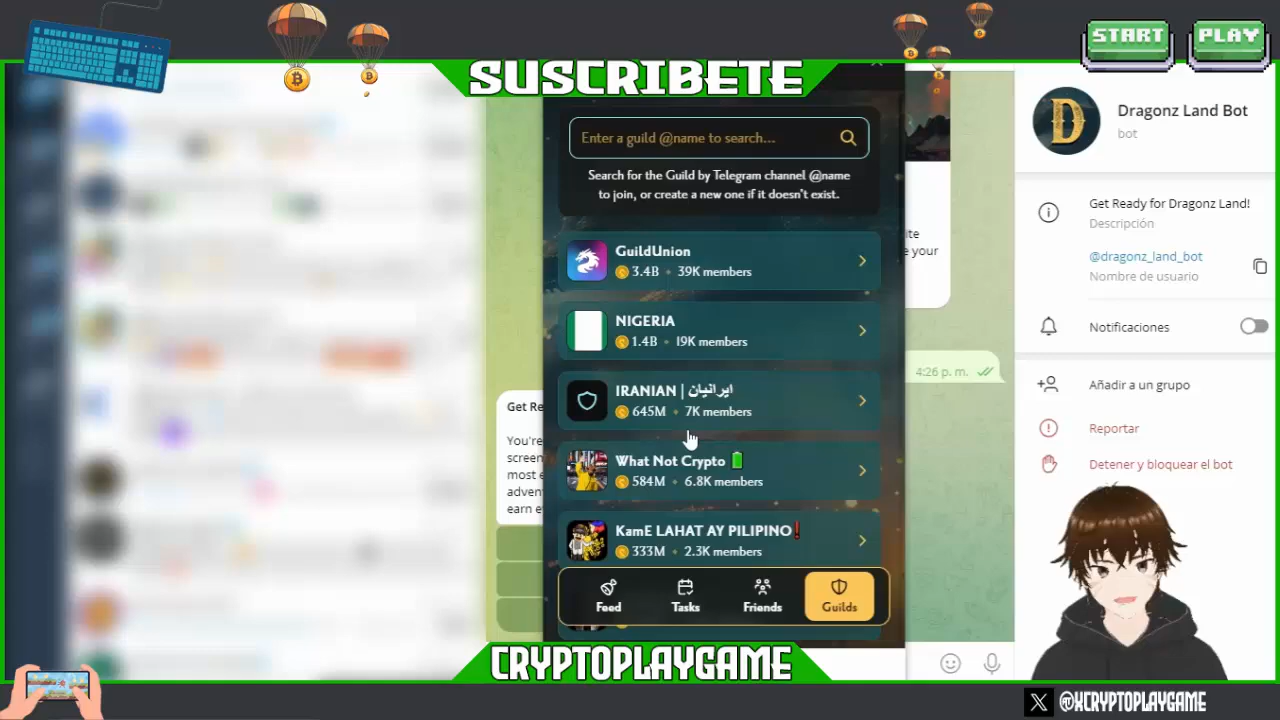 START
PLAY
SUSCRIBETE
Enter a guild @name to search...
Search for the Guild by Telegram channel @name
to join, or create a new one if it doesn't exist.
GuildUnion
3.4B • 39K members
NIGERIA
1.4B • 19K members
IRANIAN | ایرانیان
645M • 7K members
What Not Crypto
584M • 6.8K members
KamE LAHAT AY PILIPINO❗
333M • 2.3K members
Feed
Tasks
Friends
Guilds
Get Re
You're
screen
most e
advent
earn e
ite
e your
4:26 p. m.
D
Dragonz Land Bot
bot
Get Ready for Dragonz Land!
Descripción
@dragonz_land_bot
Nombre de usuario
Notificaciones
Añadir a un grupo
Reportar
Detener y bloquear el bot
CRYPTOPLAYGAME
X @XCRYPTOPLAYGAME